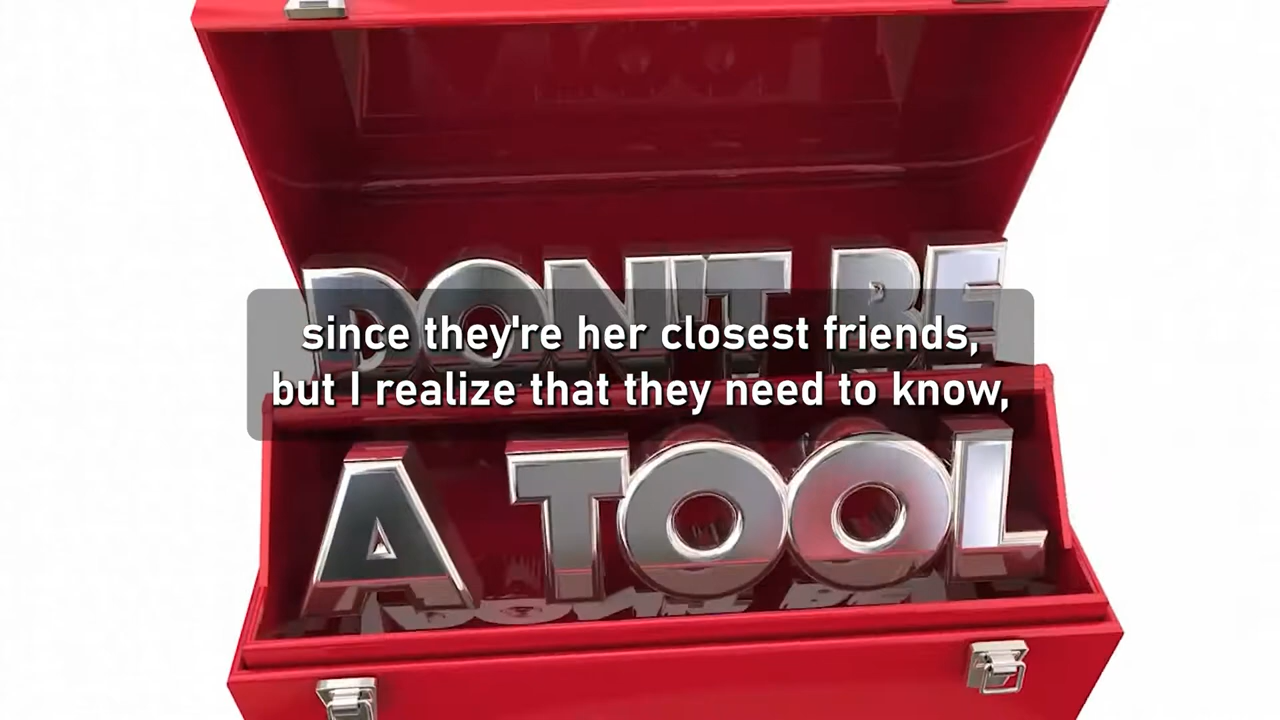 DON'T BE
since they're her closest friends,
but I realize that they need to know,
A TOOL